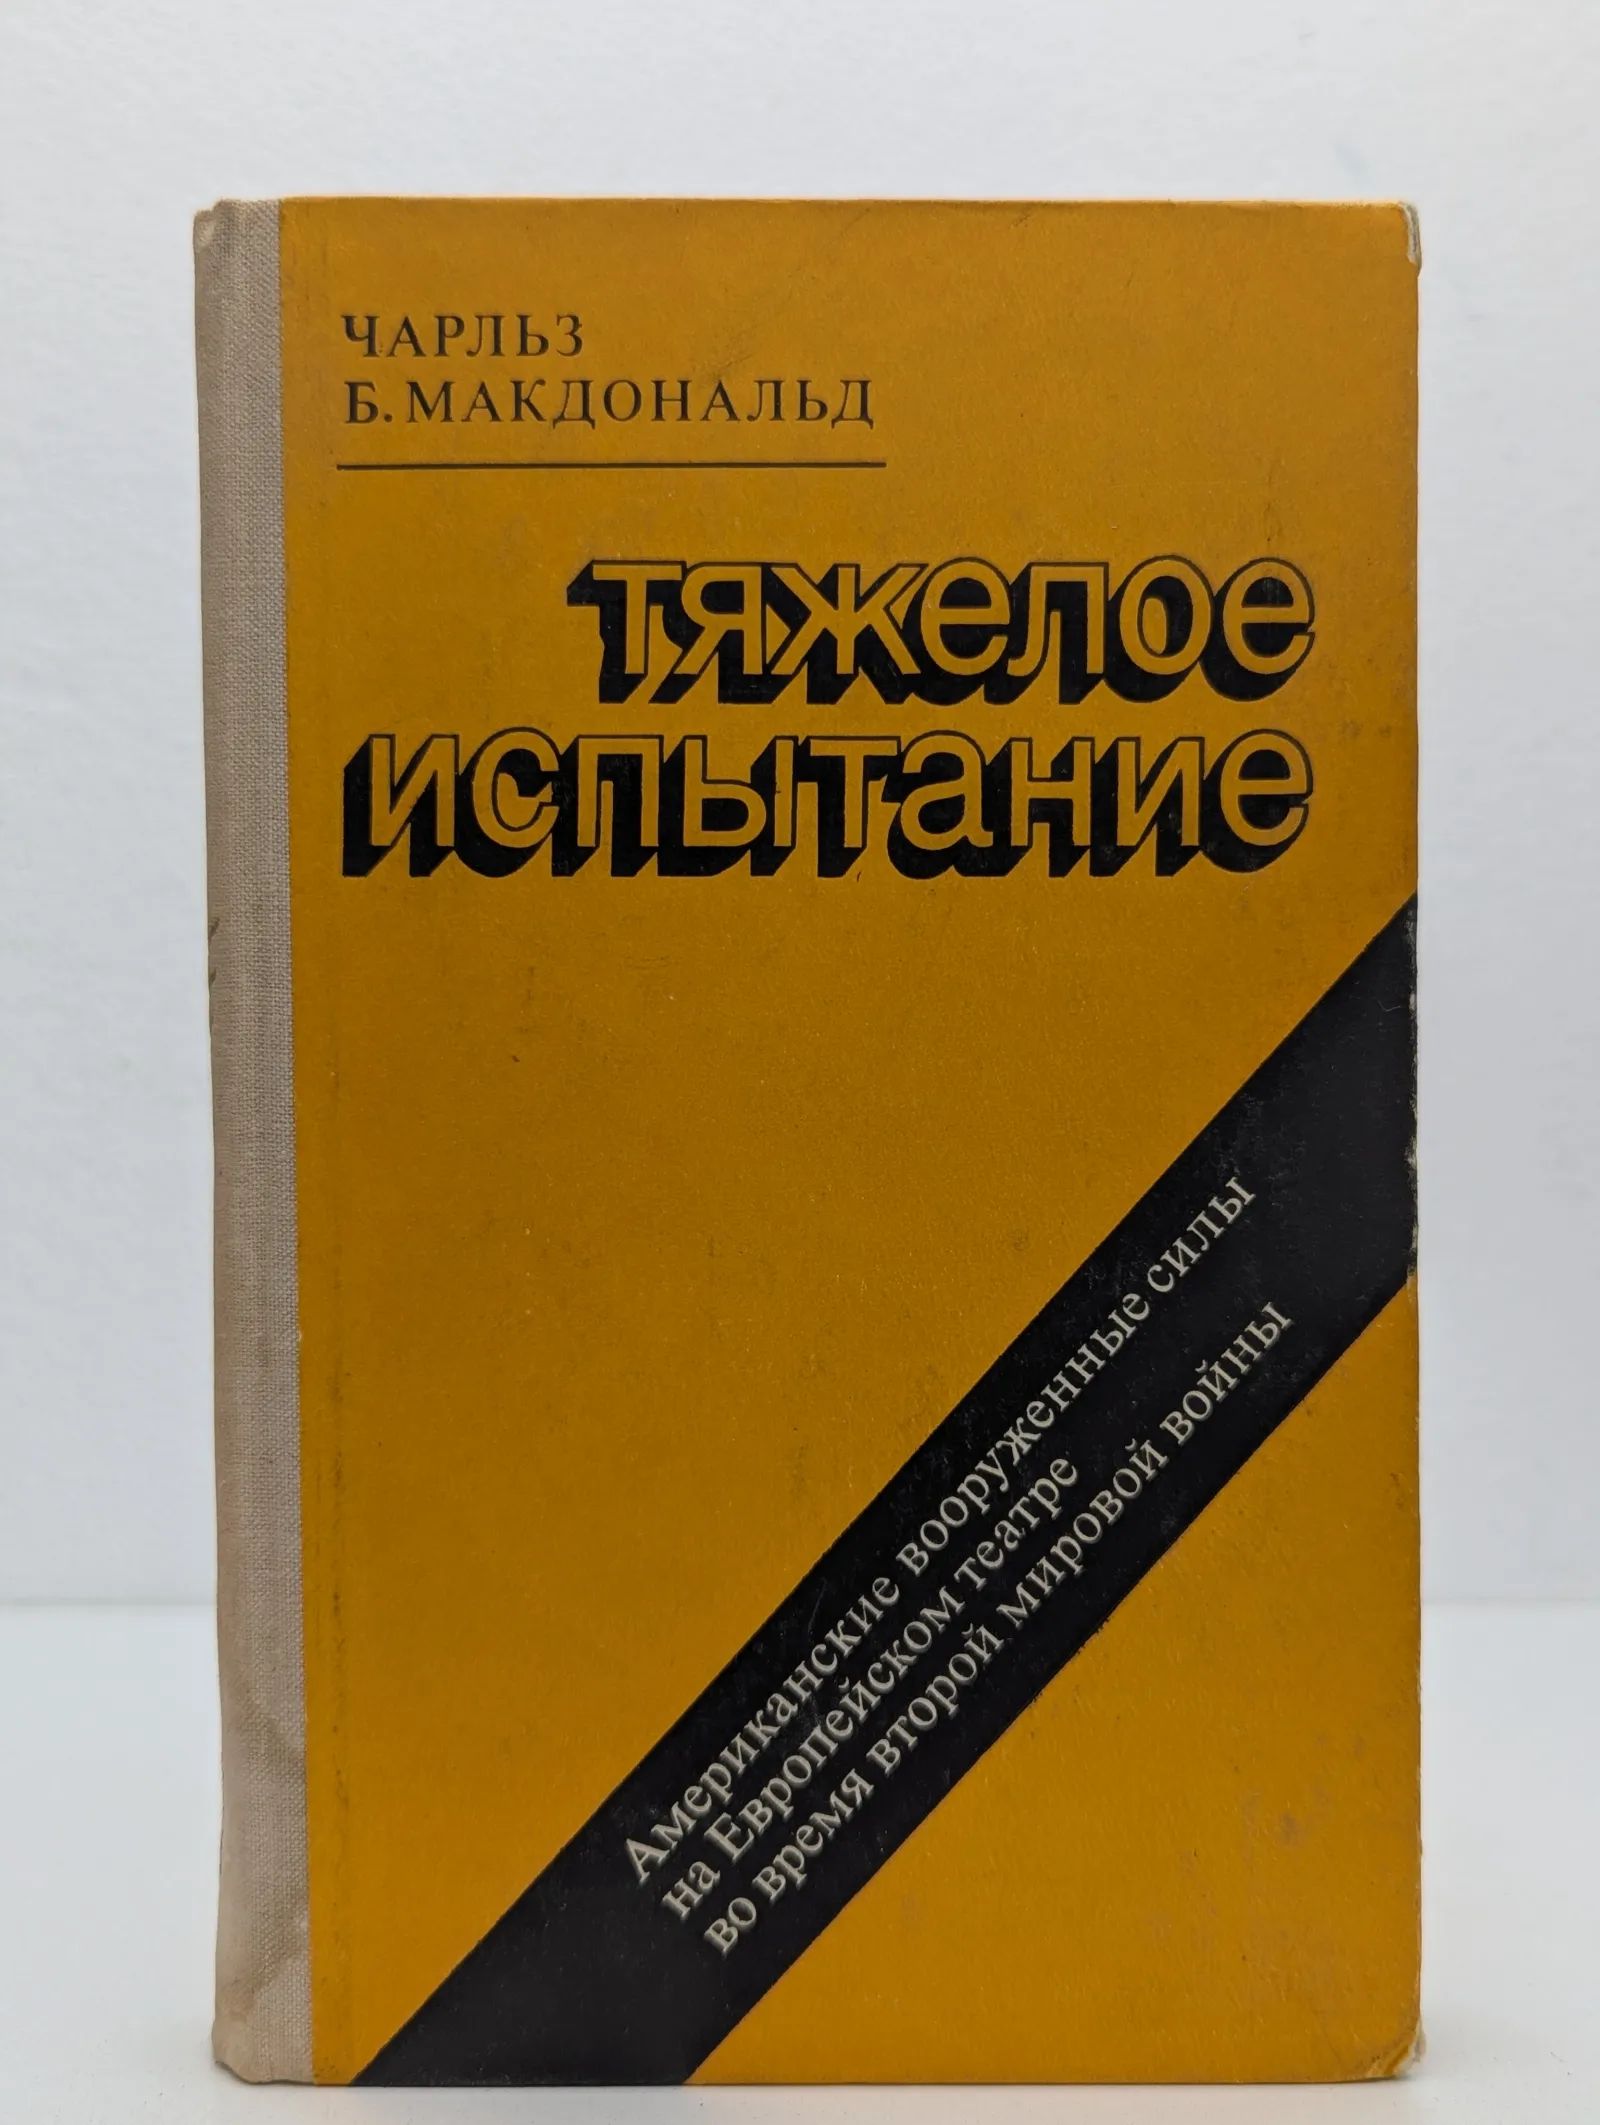 ЧАРЛЬЗ
Б. МАКДОНАЛЬД
тяжелое
испытание
Американские вооруженные силы
на Европейском театре
во время второй мировой войны